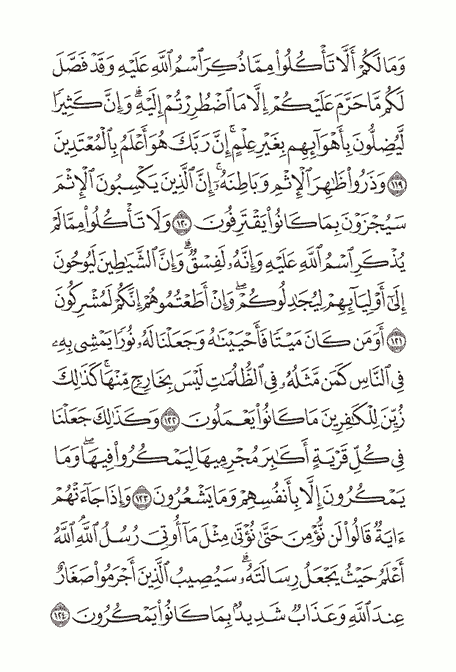 وَمَا لَكُمْ أَلَّا تَأْكُلُوا۟ مِمَّا ذُكِرَ ٱسْمُ ٱللَّهِ عَلَيْهِ وَقَدْ فَصَّلَ
لَكُم مَّا حَرَّمَ عَلَيْكُمْ إِلَّا مَا ٱضْطُرِرْتُمْ إِلَيْهِ ۗ وَإِنَّ كَثِيرًا
لَّيُضِلُّونَ بِأَهْوَآئِهِم بِغَيْرِ عِلْمٍ ۗ إِنَّ رَبَّكَ هُوَ أَعْلَمُ بِٱلْمُعْتَدِينَ
١١٩ وَذَرُوا۟ ظَٰهِرَ ٱلْإِثْمِ وَبَاطِنَهُۥٓ ۚ إِنَّ ٱلَّذِينَ يَكْسِبُونَ ٱلْإِثْمَ
سَيُجْزَوْنَ بِمَا كَانُوا۟ يَقْتَرِفُونَ ١٢٠ وَلَا تَأْكُلُوا۟ مِمَّا لَمْ
يُذْكَرِ ٱسْمُ ٱللَّهِ عَلَيْهِ وَإِنَّهُۥ لَفِسْقٌ ۗ وَإِنَّ ٱلشَّيَٰطِينَ لَيُوحُونَ
إِلَىٰٓ أَوْلِيَآئِهِمْ لِيُجَٰدِلُوكُمْ ۖ وَإِنْ أَطَعْتُمُوهُمْ إِنَّكُمْ لَمُشْرِكُونَ
١٢١ أَوَمَن كَانَ مَيْتًا فَأَحْيَيْنَٰهُ وَجَعَلْنَا لَهُۥ نُورًا يَمْشِى بِهِۦ
فِى ٱلنَّاسِ كَمَن مَّثَلُهُۥ فِى ٱلظُّلُمَٰتِ لَيْسَ بِخَارِجٍ مِّنْهَا ۚ كَذَٰلِكَ
زُيِّنَ لِلْكَٰفِرِينَ مَا كَانُوا۟ يَعْمَلُونَ ١٢٢ وَكَذَٰلِكَ جَعَلْنَا
فِى كُلِّ قَرْيَةٍ أَكَٰبِرَ مُجْرِمِيهَا لِيَمْكُرُوا۟ فِيهَا ۖ وَمَا
يَمْكُرُونَ إِلَّا بِأَنفُسِهِمْ وَمَا يَشْعُرُونَ ١٢٣ وَإِذَا جَآءَتْهُمْ
ءَايَةٌ قَالُوا۟ لَن نُّؤْمِنَ حَتَّىٰ نُؤْتَىٰ مِثْلَ مَآ أُوتِىَ رُسُلُ ٱللَّهِ ۘ ٱللَّهُ
أَعْلَمُ حَيْثُ يَجْعَلُ رِسَالَتَهُۥ ۗ سَيُصِيبُ ٱلَّذِينَ أَجْرَمُوا۟ صَغَارٌ
عِندَ ٱللَّهِ وَعَذَابٌ شَدِيدٌۢ بِمَا كَانُوا۟ يَمْكُرُونَ ١٢٤